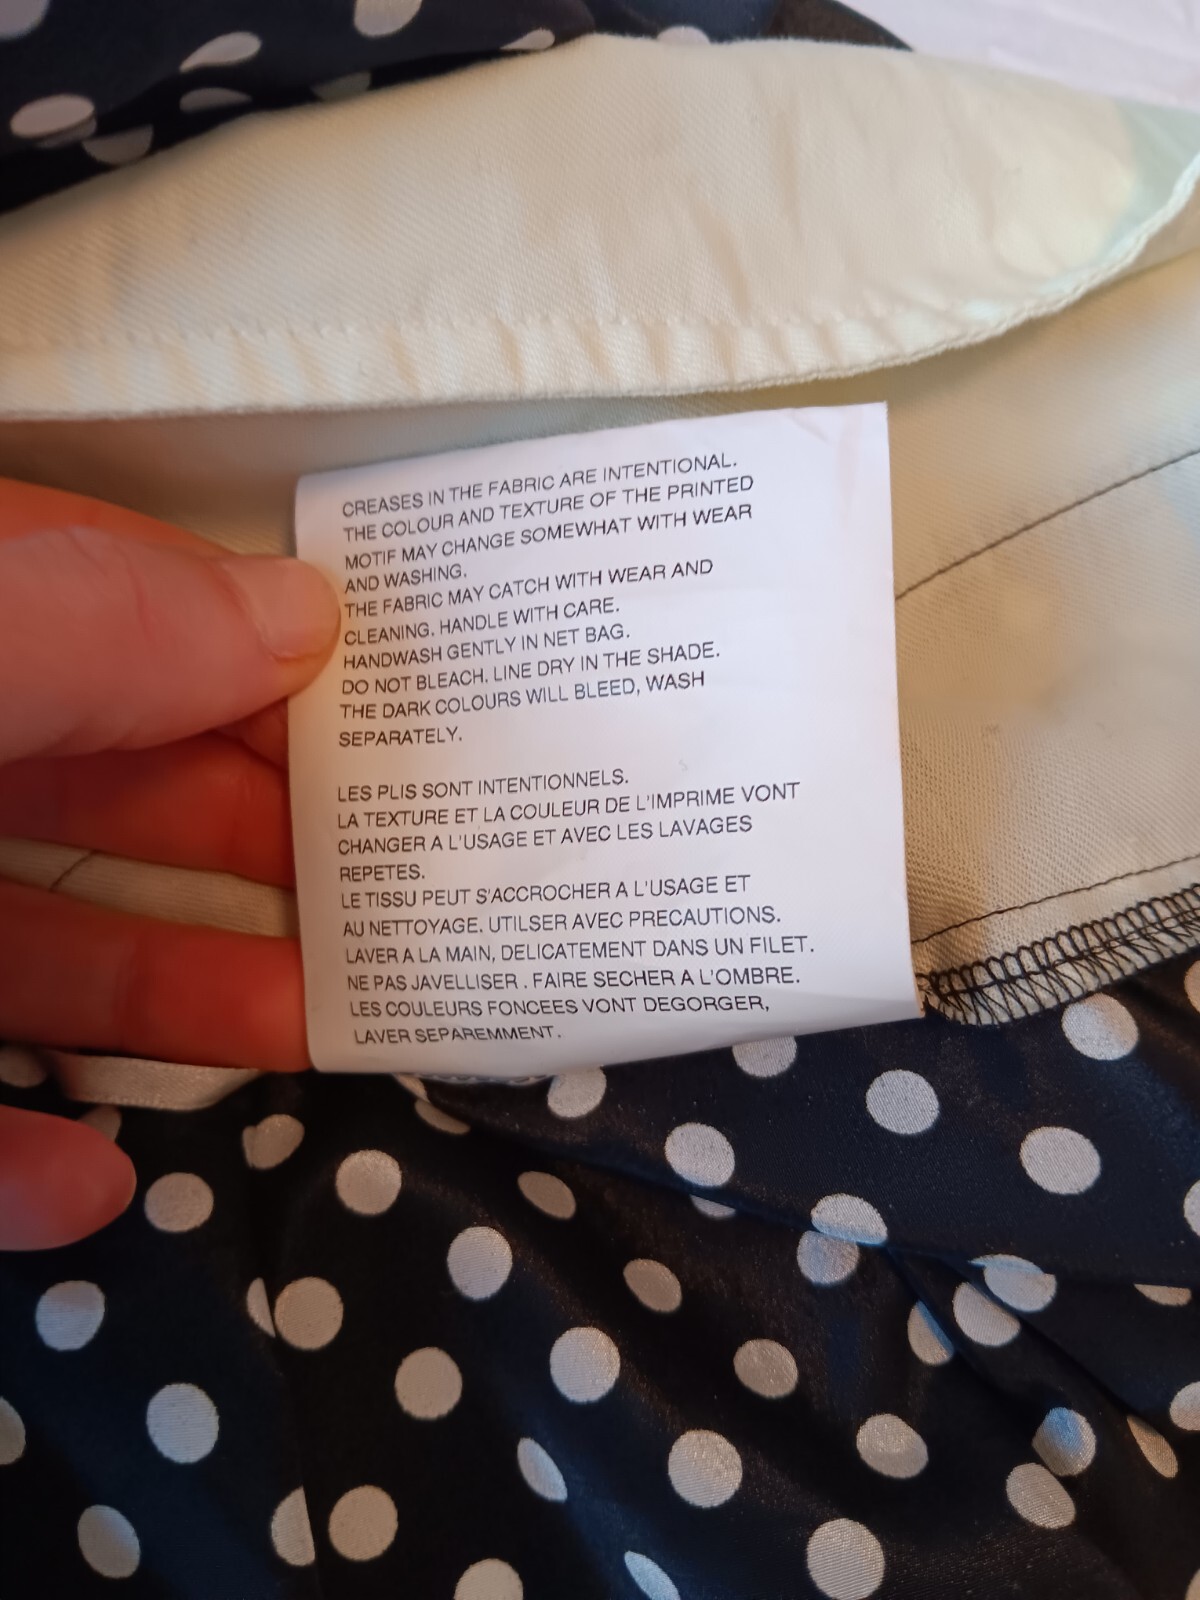 CREASES IN THE FABRIC ARE INTENTIONAL.
THE COLOUR AND TEXTURE OF THE PRINTED
MOTIF MAY CHANGE SOMEWHAT WITH WEAR
AND WASHING.
THE FABRIC MAY CATCH WITH WEAR AND
CLEANING. HANDLE WITH CARE.
HANDWASH GENTLY IN NET BAG.
DO NOT BLEACH. LINE DRY IN THE SHADE.
THE DARK COLOURS WILL BLEED, WASH
SEPARATELY.
LES PLIS SONT INTENTIONNELS.
LA TEXTURE ET LA COULEUR DE L'IMPRIME VONT
CHANGER A L'USAGE ET AVEC LES LAVAGES
REPETES.
LE TISSU PEUT S'ACCROCHER A L'USAGE ET
AU NETTOYAGE. UTILSER AVEC PRECAUTIONS.
LAVER A LA MAIN, DELICATEMENT DANS UN FILET.
NE PAS JAVELLISER . FAIRE SECHER A L'OMBRE.
LES COULEURS FONCEES VONT DEGORGER,
LAVER SEPAREMMENT.